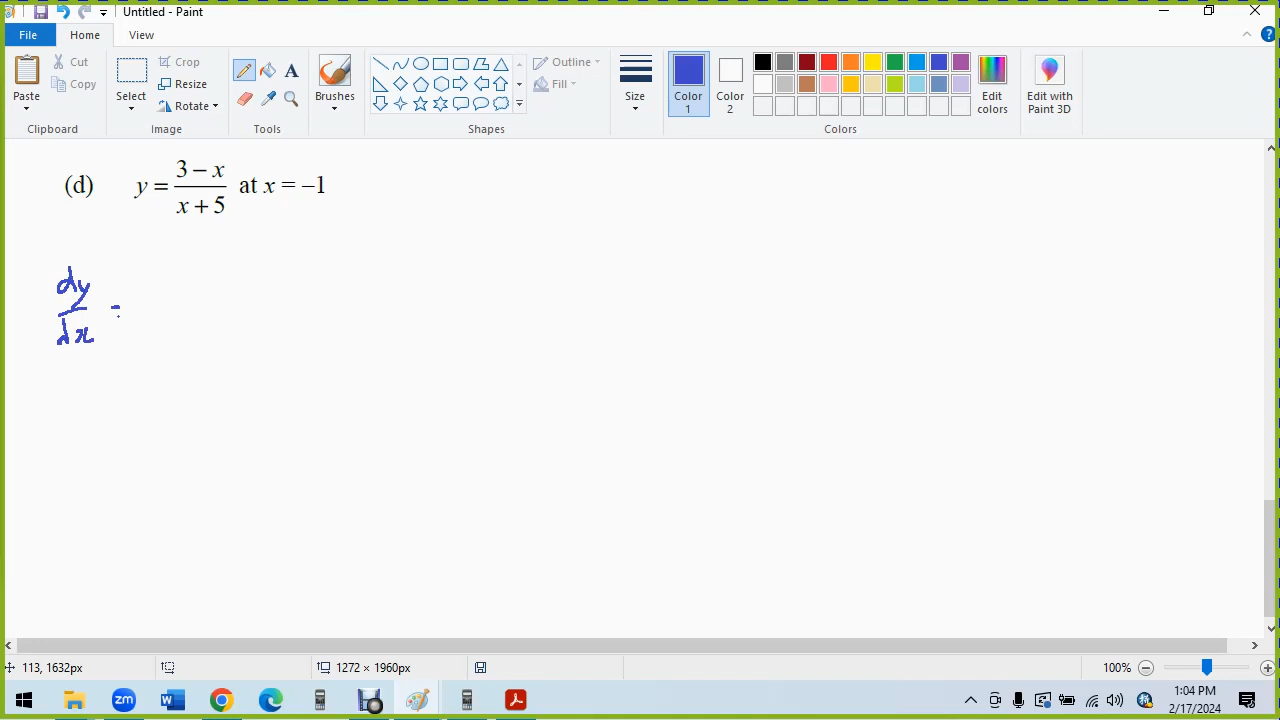 Untitled - Paint
File Home View
Paste Cut Copy
Clipboard
Select Crop Resize Rotate
Image
A
Tools
Brushes
Outline Fill
Shapes
Size
Color 1
Color 2
Edit colors
Colors
Edit with Paint 3D
(d) y = (3 − x)/(x + 5) at x = −1
dy/dx =
113, 1632px
1272 × 1960px
100%
zm W
1:04 PM
2/17/2024